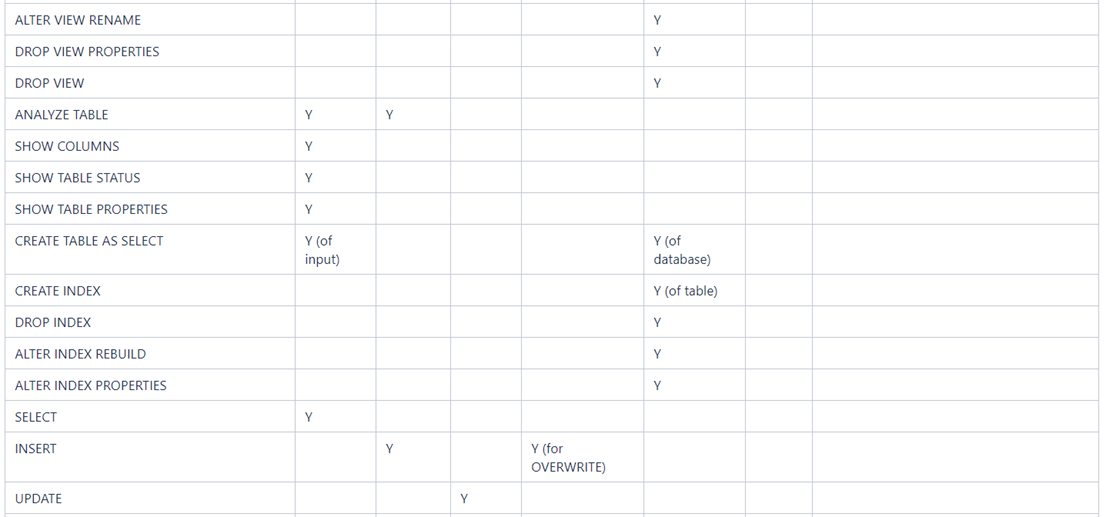 ALTER VIEW RENAME Y
DROP VIEW PROPERTIES Y
DROP VIEW Y
ANALYZE TABLE Y Y
SHOW COLUMNS Y
SHOW TABLE STATUS Y
SHOW TABLE PROPERTIES Y
CREATE TABLE AS SELECT Y (of Y (of
input) database)
CREATE INDEX Y (of table)
DROP INDEX Y
ALTER INDEX REBUILD Y
ALTER INDEX PROPERTIES Y
SELECT Y
INSERT Y Y (for
OVERWRITE)
UPDATE Y